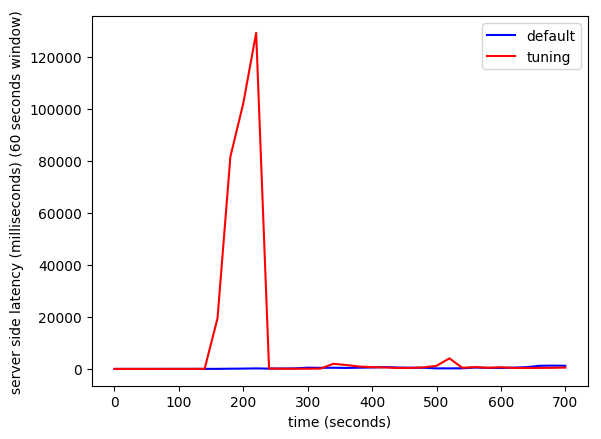 server side latency (milliseconds) (60 seconds window)
120000
100000
80000
60000
40000
20000
0
default
tuning
0 100 200 300 400 500 600 700
time (seconds)